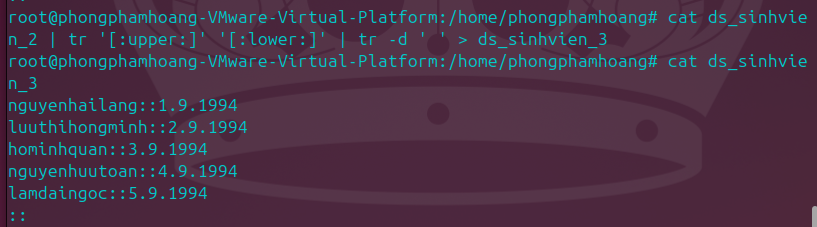 ::
root@phongphamhoang-VMware-Virtual-Platform:/home/phongphamhoang# cat ds_sinhvie
n_2 | tr '[:upper:]' '[:lower:]' | tr -d ' ' > ds_sinhvien_3
root@phongphamhoang-VMware-Virtual-Platform:/home/phongphamhoang# cat ds_sinhvie
n_3
nguyenhailang::1.9.1994
luuthihongminh::2.9.1994
hominhquan::3.9.1994
nguyenhuutoan::4.9.1994
lamdaingoc::5.9.1994
::